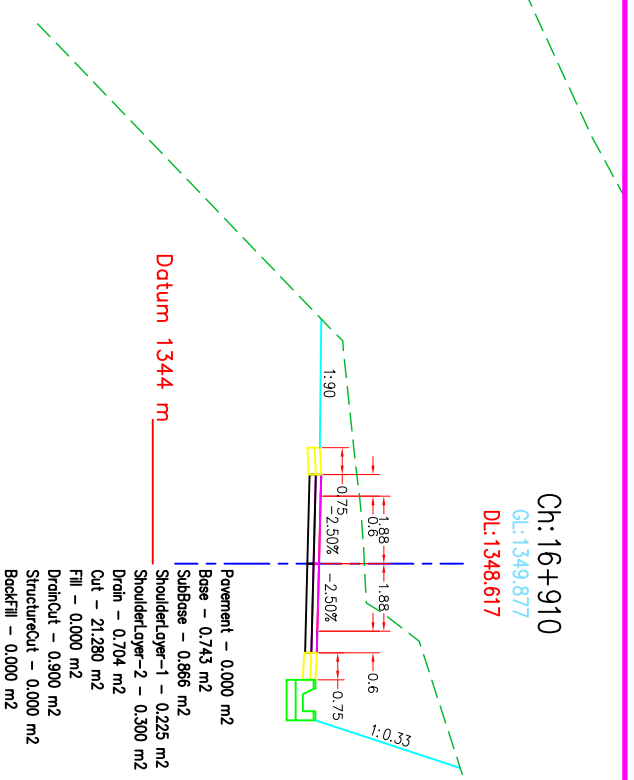 Ch:16+910
GL:1349.877
DL:1348.617
1:90
0.75
0.6
1.88
-2.50%
1.88
-2.50%
0.6
0.75
1:0.33
Datum 1344 m
Pavement - 0.000 m2
Base - 0.743 m2
SubBase - 0.866 m2
ShoulderLayer-1 - 0.225 m2
ShoulderLayer-2 - 0.300 m2
Drain - 0.704 m2
Cut - 21.280 m2
Fill - 0.000 m2
DrainCut - 0.900 m2
StructureCut - 0.000 m2
BackFill - 0.000 m2